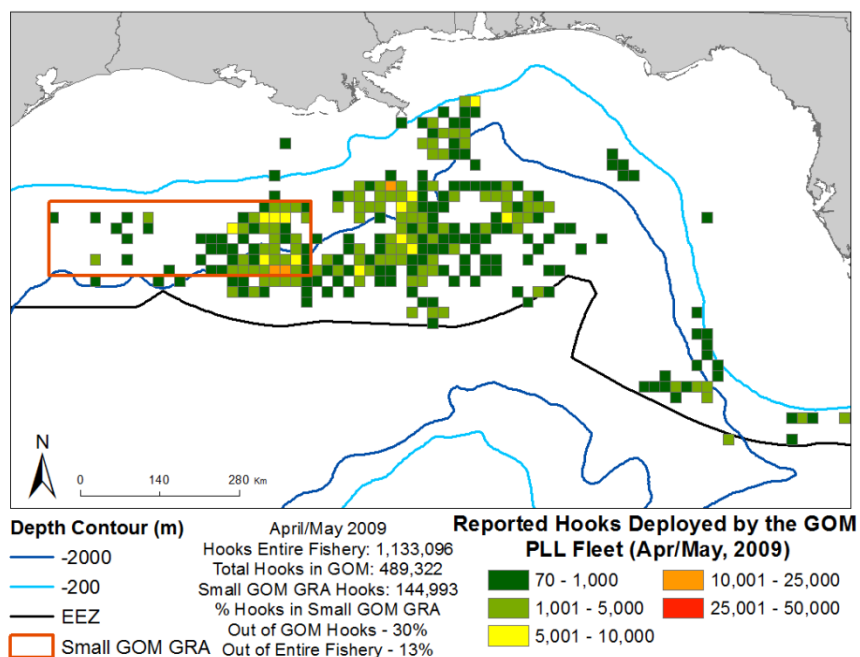 N
0 140 280 Km
Depth Contour (m)
-2000
-200
EEZ
Small GOM GRA
April/May 2009
Hooks Entire Fishery: 1,133,096
Total Hooks in GOM: 489,322
Small GOM GRA Hooks: 144,993
% Hooks in Small GOM GRA
Out of GOM Hooks - 30%
Out of Entire Fishery - 13%
Reported Hooks Deployed by the GOM
PLL Fleet (Apr/May, 2009)
70 - 1,000
1,001 - 5,000
5,001 - 10,000
10,001 - 25,000
25,001 - 50,000